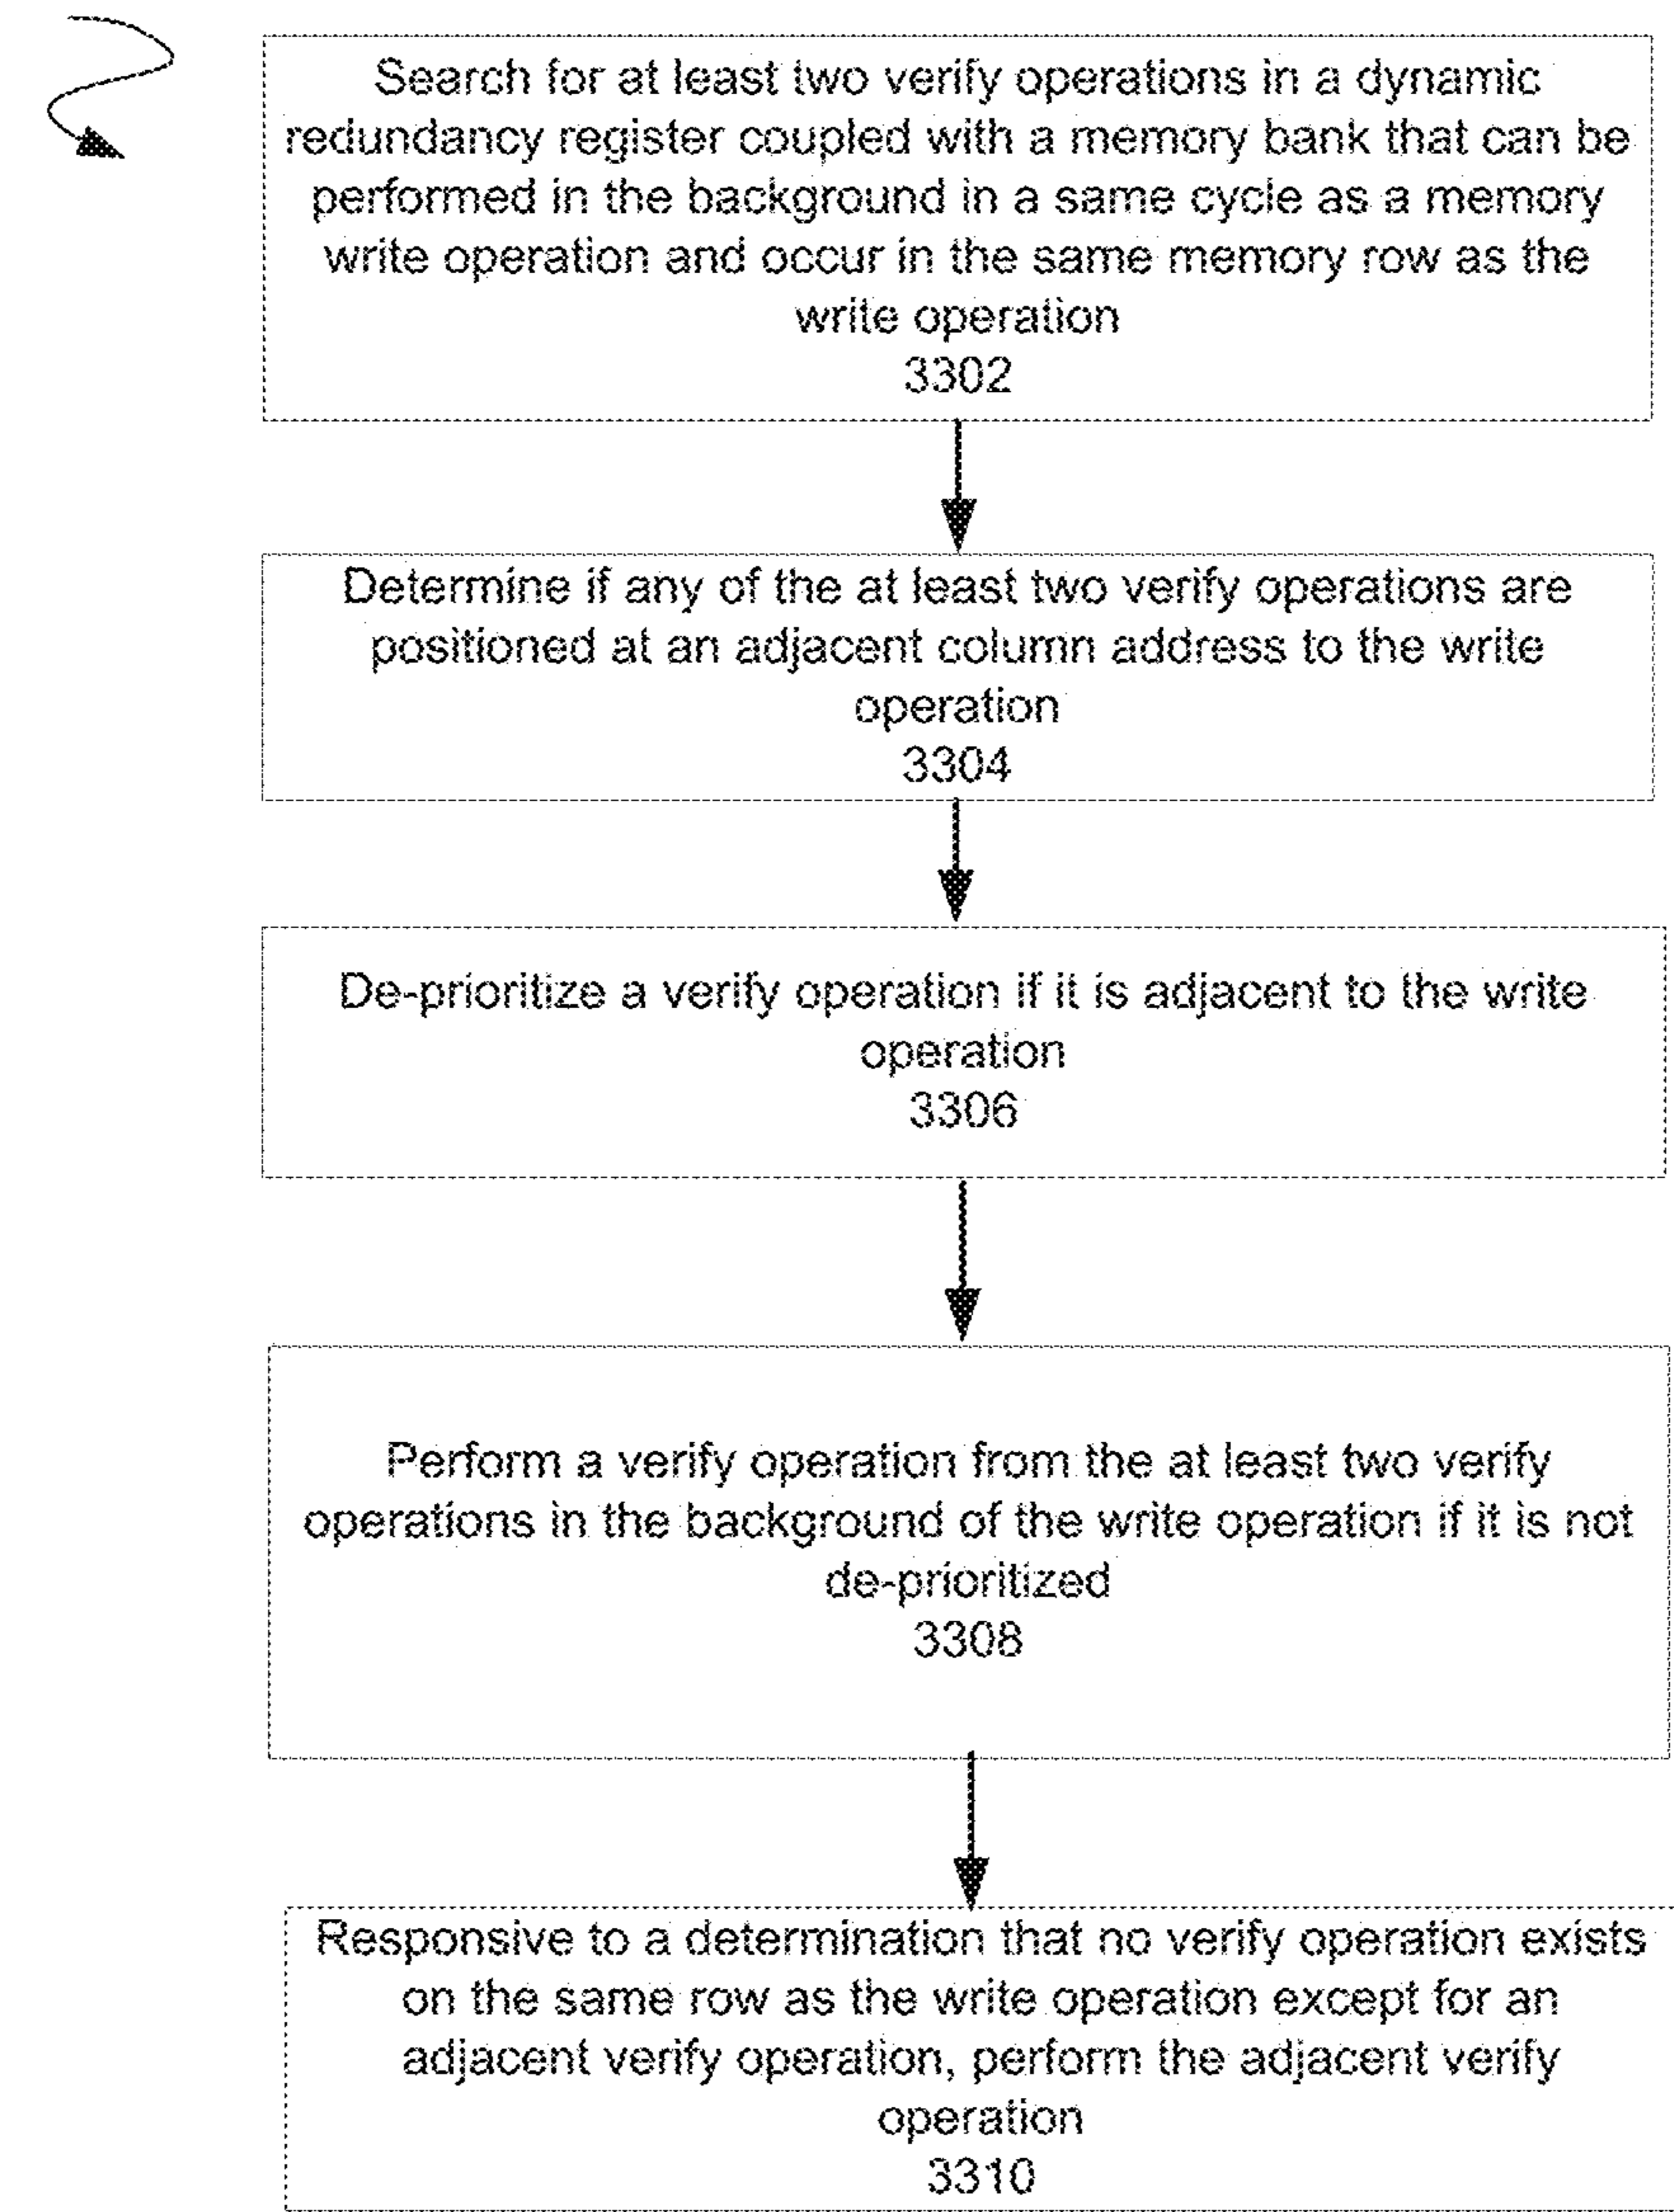 Search for at least two verify operations in a dynamic
redundancy register coupled with a memory bank that can be
performed in the background in a same cycle as a memory
write operation and occur in the same memory row as the
write operation
3302
Determine if any of the at least two verify operations are
positioned at an adjacent column address to the write
operation
3304
De-prioritize a verify operation if it is adjacent to the write
operation
3306
Perform a verify operation from the at least two verify
operations in the background of the write operation if it is not
de-prioritized
3308
Responsive to a determination that no verify operation exists
on the same row as the write operation except for an
adjacent verify operation, perform the adjacent verify
operation
3310